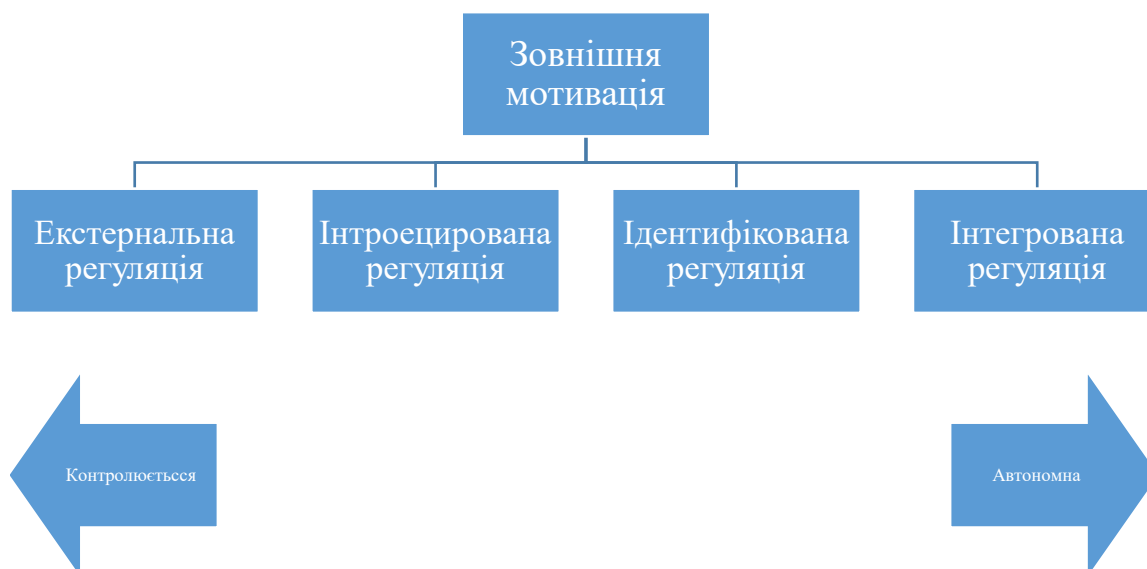 Зовнішня
мотивація
Екстернальна
регуляція
Інтроецирована
регуляція
Ідентифікована
регуляція
Інтегрована
регуляція
Контролюєтьсся
Автономна